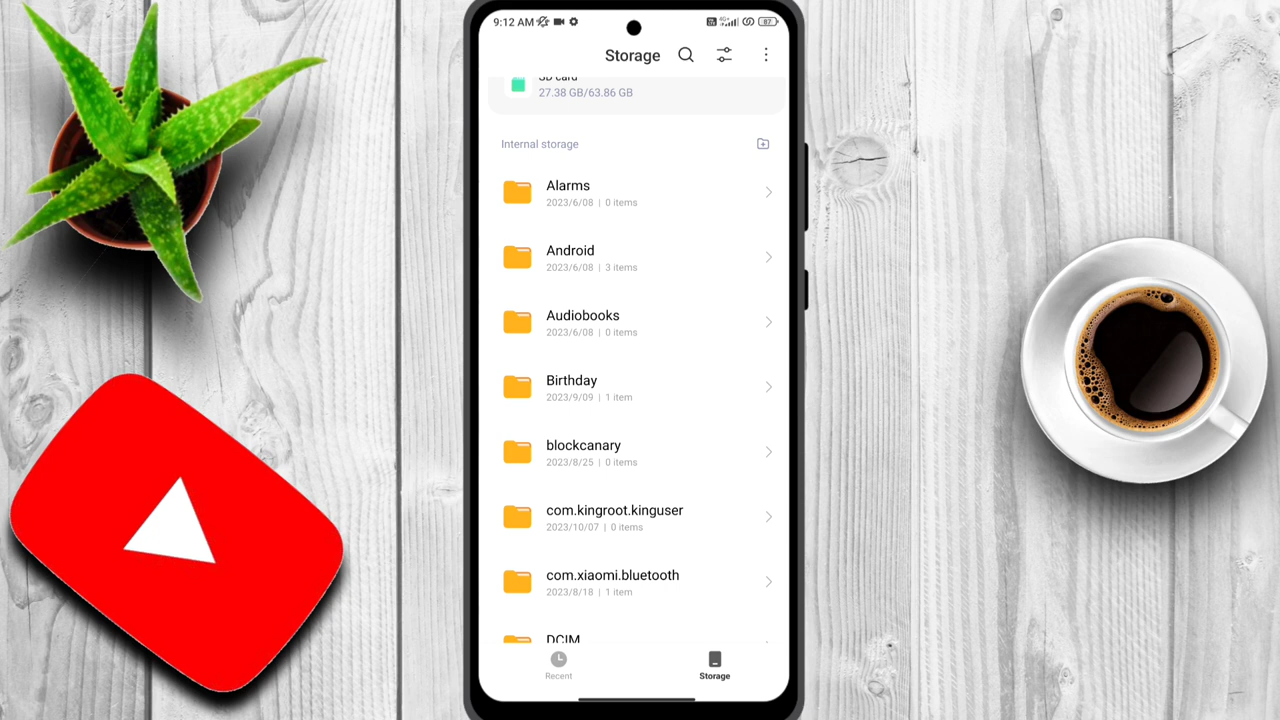 9:12 AM
87
Storage
SD card
27.38 GB/63.86 GB
Internal storage
Alarms
2023/6/08 | 0 items
Android
2023/6/08 | 3 items
Audiobooks
2023/6/08 | 0 items
Birthday
2023/9/09 | 1 item
blockcanary
2023/8/25 | 0 items
com.kingroot.kinguser
2023/10/07 | 0 items
com.xiaomi.bluetooth
2023/8/18 | 1 item
DCIM
Recent
Storage